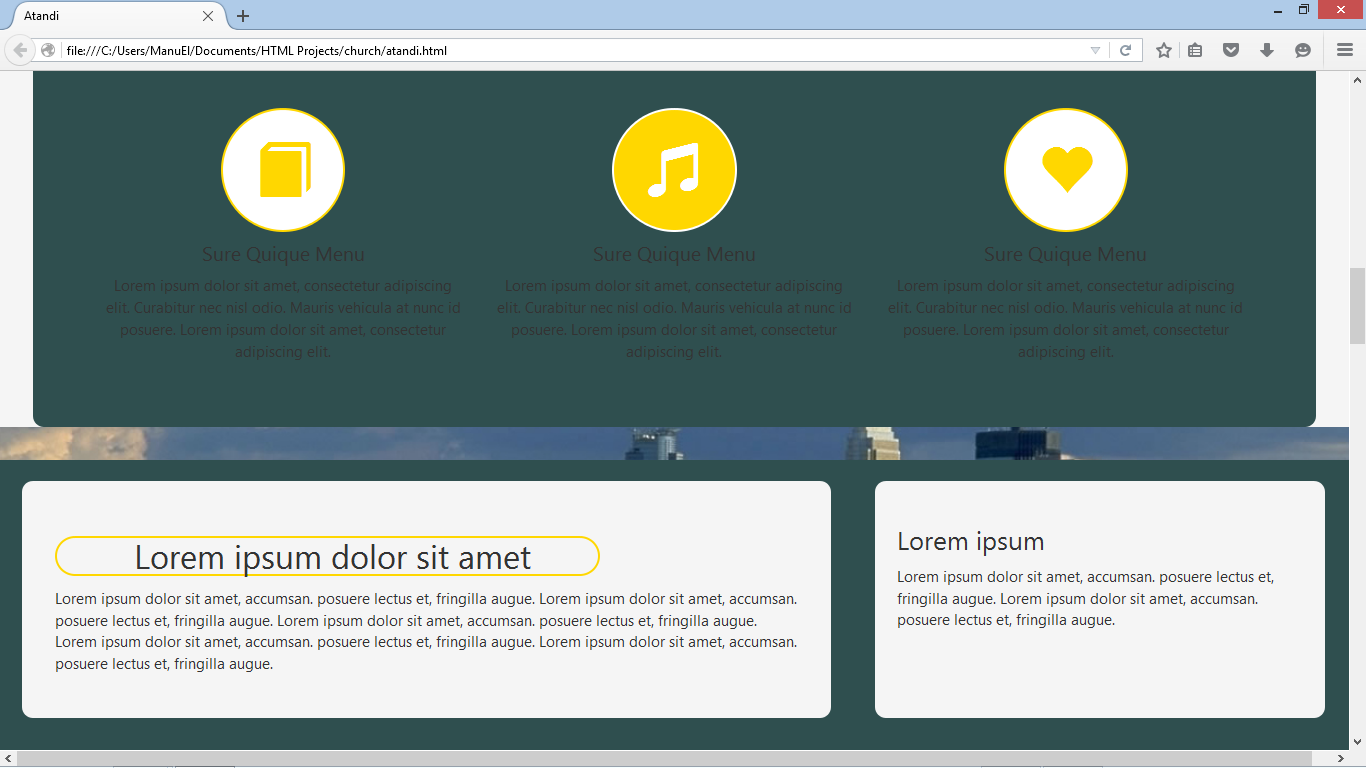 Atandi
file:///C:/Users/ManuEl/Documents/HTML Projects/church/atandi.html
Sure Quique Menu
Lorem ipsum dolor sit amet, consectetur adipiscing
elit. Curabitur nec nisl odio. Mauris vehicula at nunc id
posuere. Lorem ipsum dolor sit amet, consectetur
adipiscing elit.
Sure Quique Menu
Lorem ipsum dolor sit amet, consectetur adipiscing
elit. Curabitur nec nisl odio. Mauris vehicula at nunc id
posuere. Lorem ipsum dolor sit amet, consectetur
adipiscing elit.
Sure Quique Menu
Lorem ipsum dolor sit amet, consectetur adipiscing
elit. Curabitur nec nisl odio. Mauris vehicula at nunc id
posuere. Lorem ipsum dolor sit amet, consectetur
adipiscing elit.
Lorem ipsum dolor sit amet
Lorem ipsum dolor sit amet, accumsan. posuere lectus et, fringilla augue. Lorem ipsum dolor sit amet, accumsan.
posuere lectus et, fringilla augue. Lorem ipsum dolor sit amet, accumsan. posuere lectus et, fringilla augue.
Lorem ipsum dolor sit amet, accumsan. posuere lectus et, fringilla augue. Lorem ipsum dolor sit amet, accumsan.
posuere lectus et, fringilla augue.
Lorem ipsum
Lorem ipsum dolor sit amet, accumsan. posuere lectus et,
fringilla augue. Lorem ipsum dolor sit amet, accumsan.
posuere lectus et, fringilla augue.